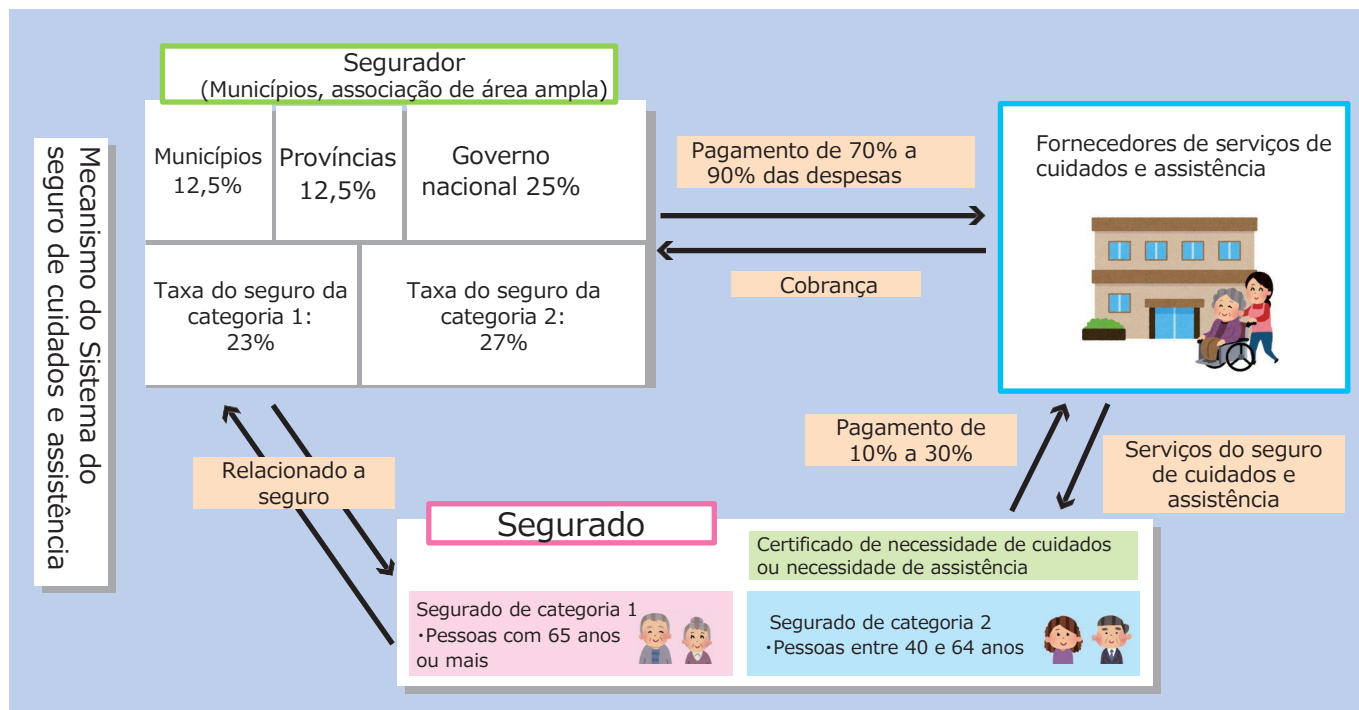 Mecanismo do Sistema do
seguro de cuidados e assistência
Segurador
(Municípios, associação de área ampla)
Municípios
12,5%
Províncias
12,5%
Governo
nacional 25%
Taxa do seguro da
categoria 1:
23%
Taxa do seguro da
categoria 2:
27%
Pagamento de 70% a
90% das despesas
Cobrança
Fornecedores de serviços de
cuidados e assistência
Relacionado a
seguro
Pagamento de
10% a 30%
Serviços do seguro
de cuidados e
assistência
Segurado
Certificado de necessidade de cuidados
ou necessidade de assistência
Segurado de categoria 1
・Pessoas com 65 anos
ou mais
Segurado de categoria 2
・Pessoas entre 40 e 64 anos